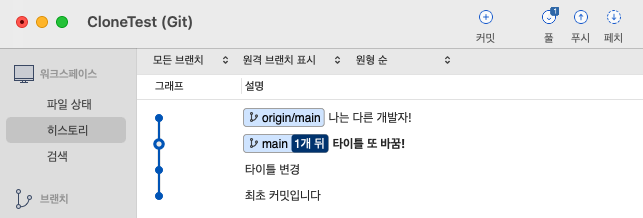 CloneTest (Git)
커밋
1
풀
푸시
페치
워크스페이스
파일 상태
히스토리
검색
브랜치
모든 브랜치 원격 브랜치 표시 원형 순
그래프 설명
origin/main 나는 다른 개발자!
main 1개 뒤 타이틀 또 바꿈!
타이틀 변경
최초 커밋입니다